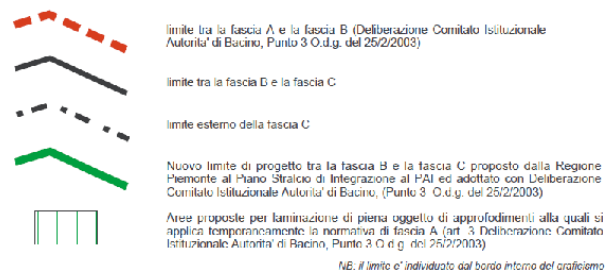 limite tra la fascia A e la fascia B (Deliberazione Comitato Istituzionale
Autorita' di Bacino, Punto 3 O.d.g. del 25/2/2003)
limite tra la fascia B e la fascia C
limite esterno della fascia C
Nuovo limite di progetto tra la fascia B e la fascia C proposto dalla Regione
Piemonte al Piano Stralcio di Integrazione al PAI ed adottato con Deliberazione
Comitato Istituzionale Autorita' di Bacino, (Punto 3 O.d.g. del 25/2/2003)
Aree proposte per laminazione di piena oggetto di approfodimenti alla quali si
applica temporaneamente la normativa di fascia A (art. 3 Deliberazione Comitato
Istituzionale Autorita' di Bacino, Punto 3 O.d.g. del 25/2/2003)
NB: il limite e' individuato dal bordo interno del graficismo